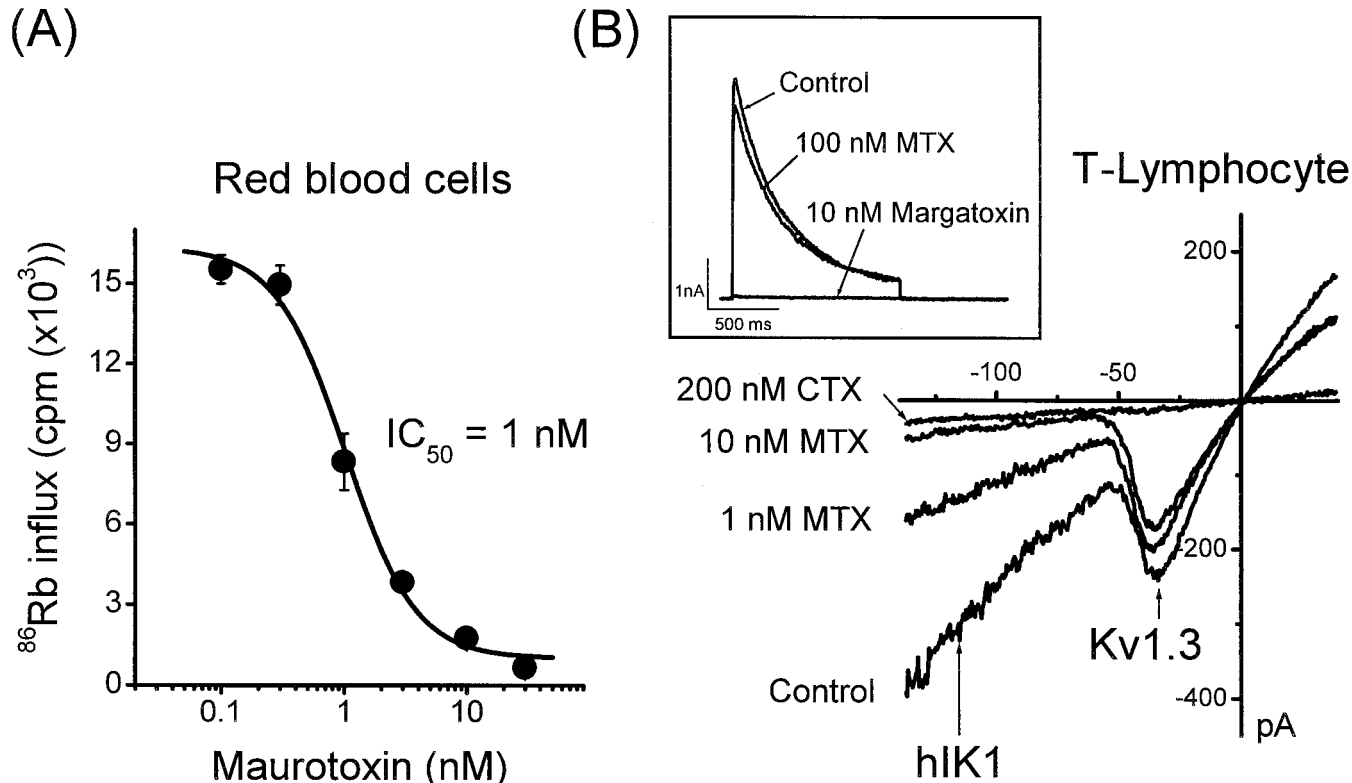 (A)
Red blood cells
⁸⁶Rb influx (cpm (x10³))
15
12
9
6
3
0
IC₅₀ = 1 nM
0.1 1 10
Maurotoxin (nM)
(B)
Control
100 nM MTX
10 nM Margatoxin
1nA
500 ms
T-Lymphocyte
200
-100 -50
200 nM CTX
10 nM MTX
1 nM MTX
-200
Kv1.3
Control
-400
pA
hIK1